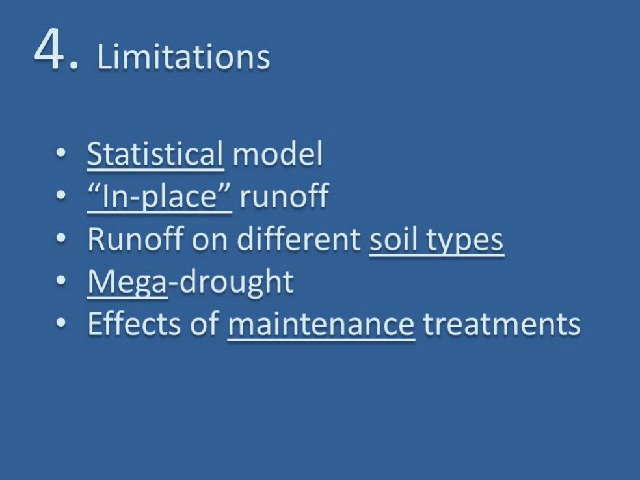 4. Limitations
• Statistical model
• “In-place” runoff
• Runoff on different soil types
• Mega-drought
• Effects of maintenance treatments